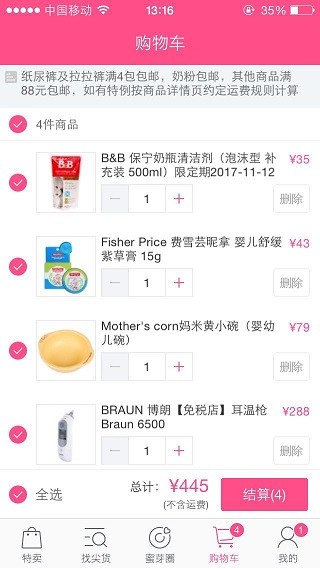 中国移动 13:16 35%
购物车
纸尿裤及拉拉裤满4包包邮，奶粉包邮，其他商品满
88元包邮，如有特例按商品详情页约定运费规则计算
4件商品
B&B 保宁奶瓶清洁剂（泡沫型 补 ¥35
充装 500ml）限定期2017-11-12
1 删除
Fisher Price 费雪芸昵拿 婴儿舒缓 ¥43
紫草膏 15g
1 删除
Mother's corn妈米黄小碗（婴幼 ¥79
儿碗）
1 删除
BRAUN 博朗【免税店】耳温枪 ¥288
Braun 6500
1 删除
全选 总计：¥445 结算(4)
(不含运费)
4 1
特卖 找尖货 蜜芽圈 购物车 我的